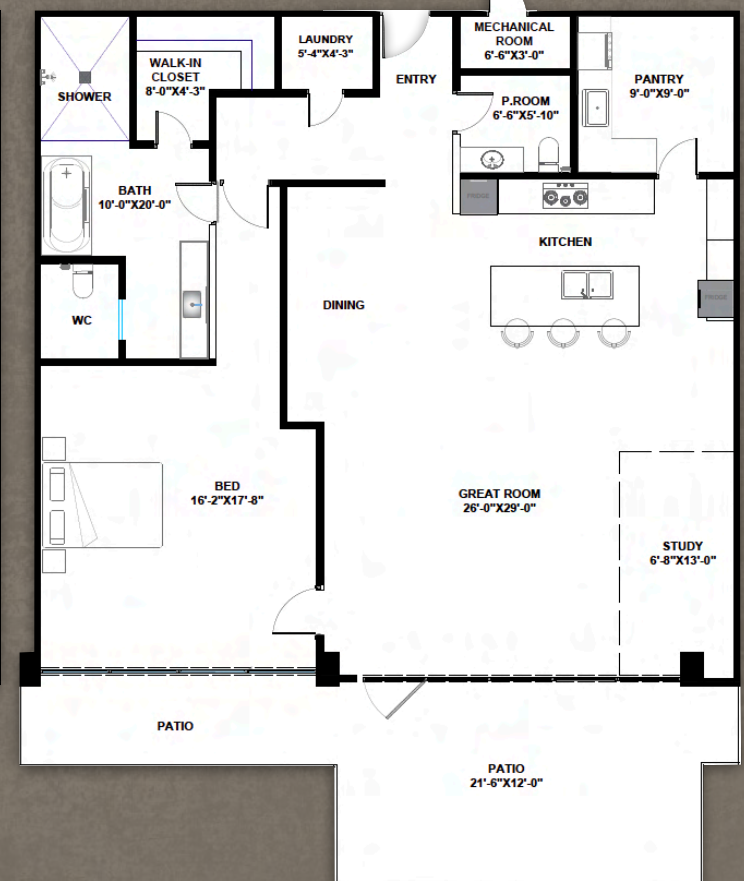 MECHANICAL
ROOM
6'-6"X3'-0"
LAUNDRY
5'-4"X4'-3"
WALK-IN
CLOSET
8'-0"X4'-3"
ENTRY
PANTRY
9'-0"X9'-0"
SHOWER
P.ROOM
6'-6"X5'-10"
BATH
10'-0"X20'-0"
FRIDGE
KITCHEN
FRIDGE
DINING
WC
BED
16'-2"X17'-8"
GREAT ROOM
26'-0"X29'-0"
STUDY
6'-8"X13'-0"
PATIO
PATIO
21'-6"X12'-0"